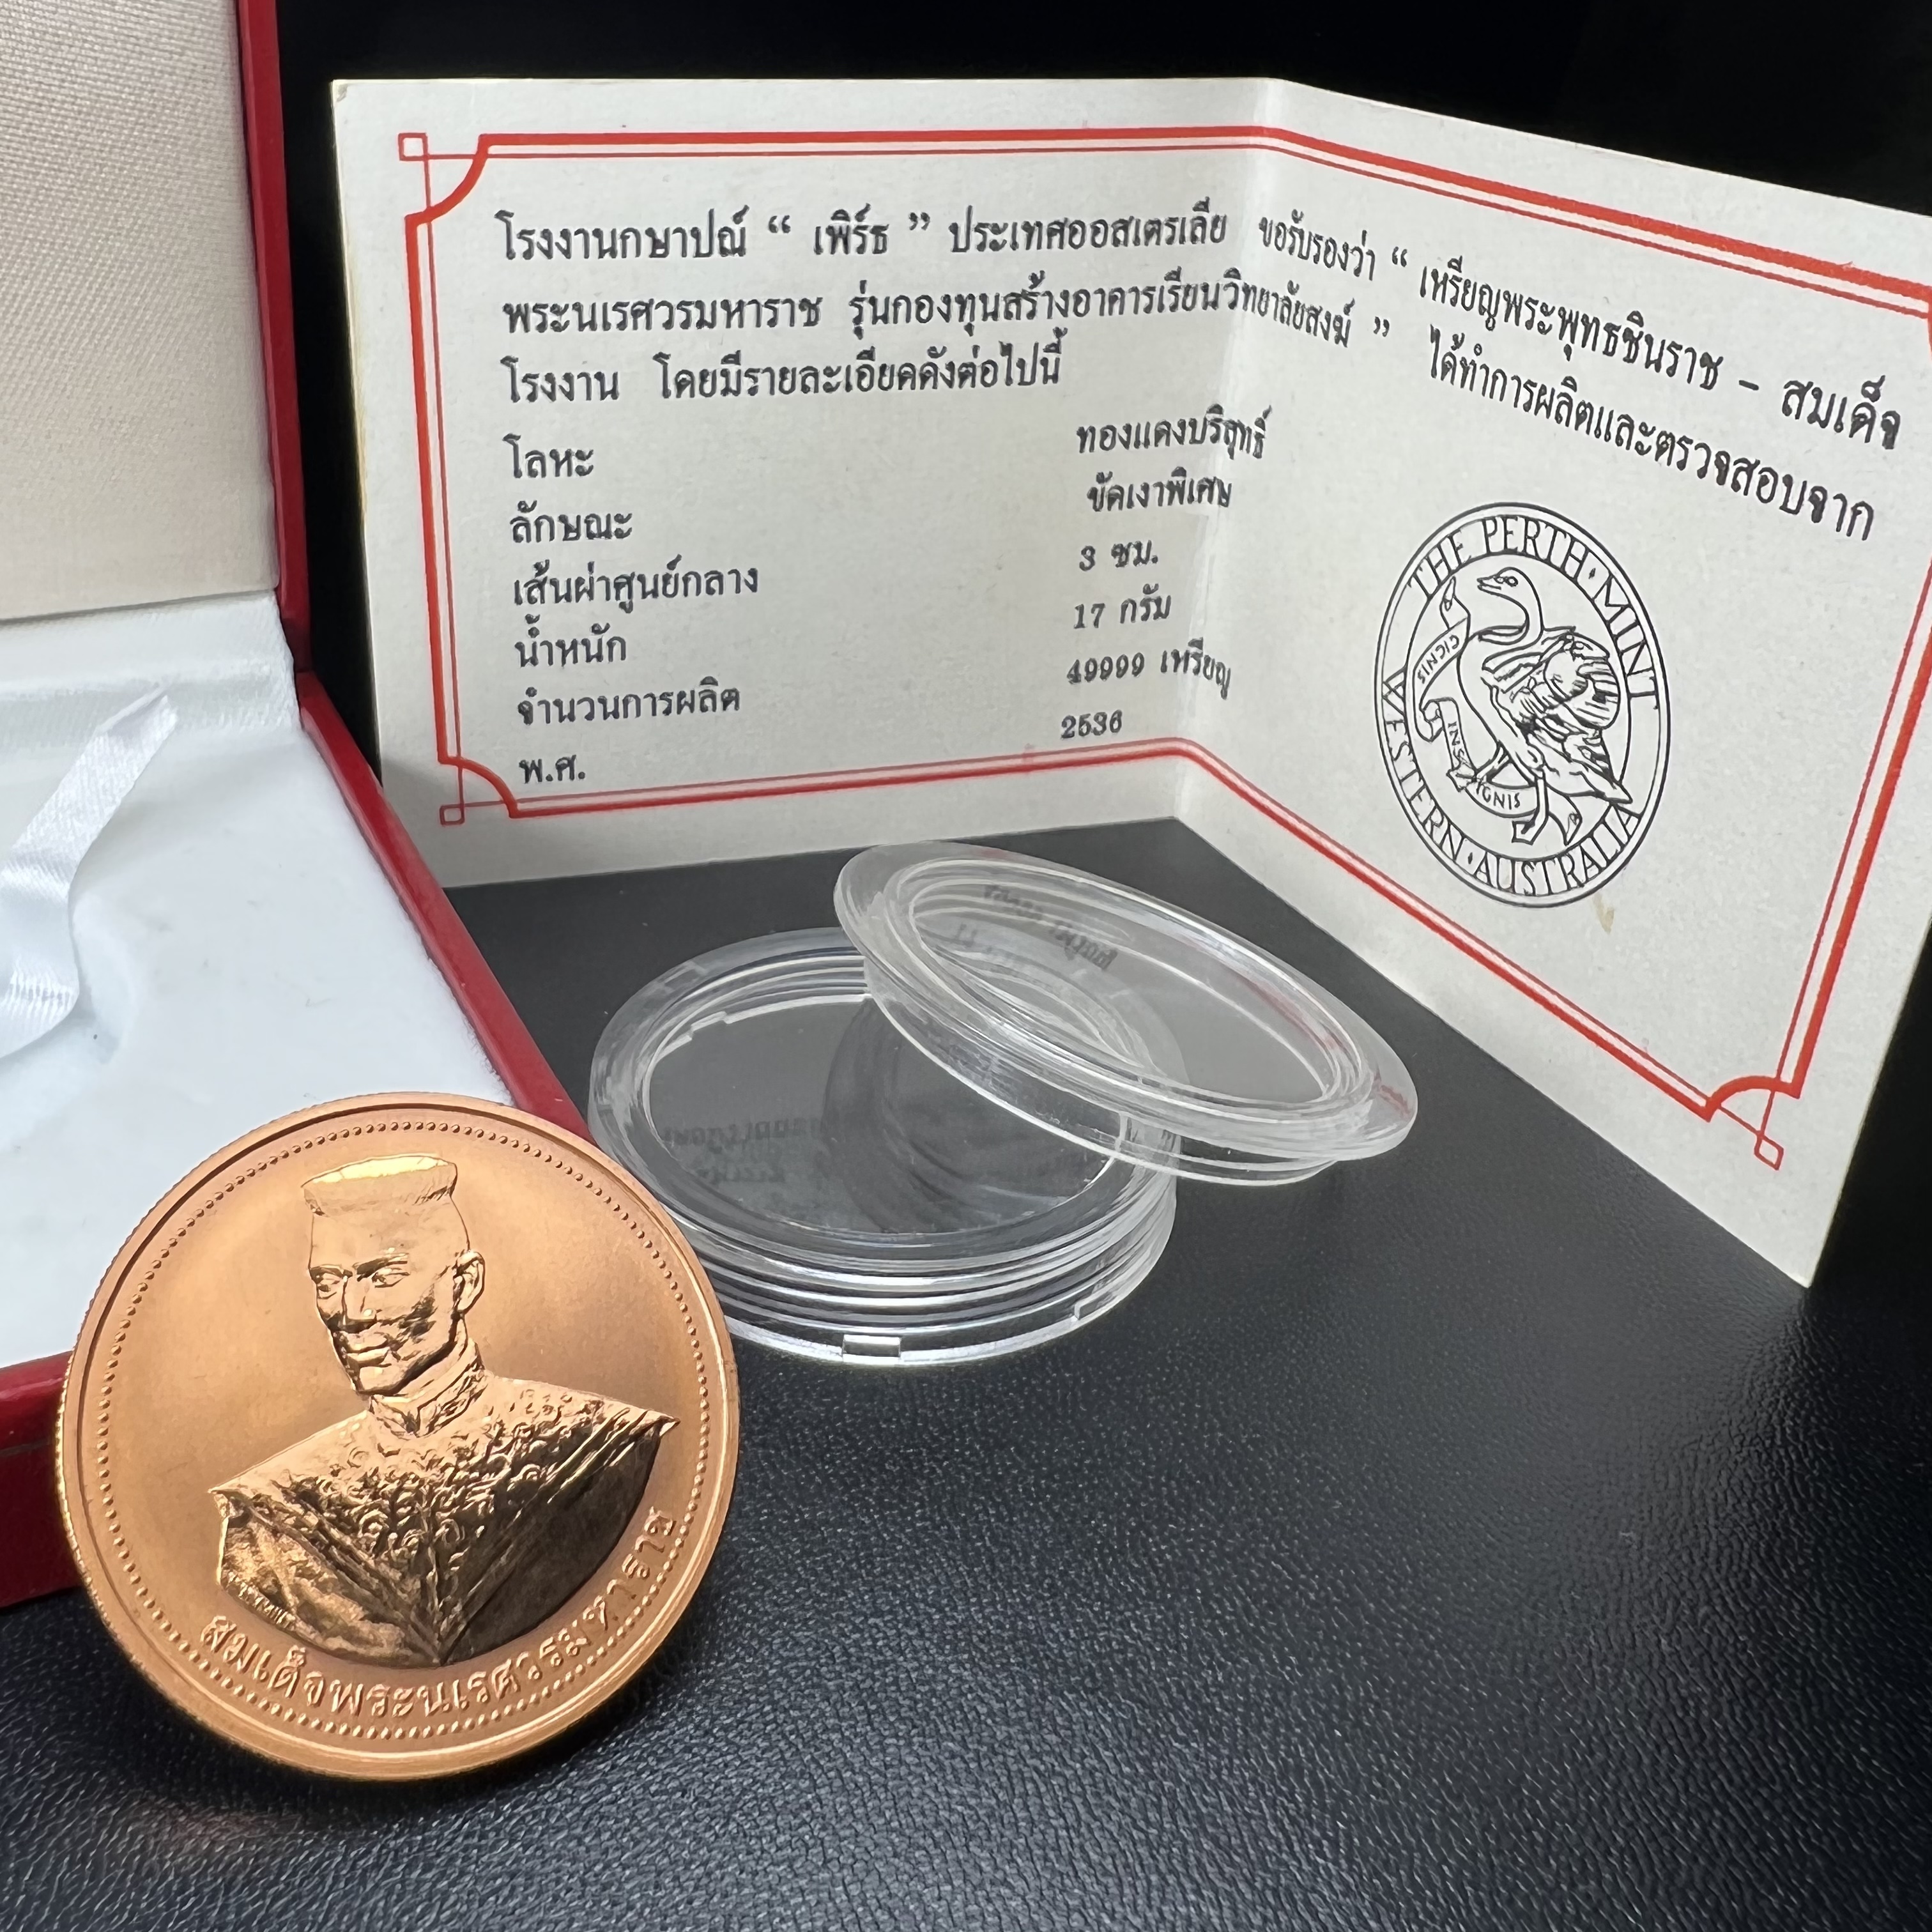 โรงงานกษาปณ์ “ เพิร์ธ ” ประเทศออสเตรเลีย ขอรับรองว่า “ เหรียญพระพุทธชินราช – สมเด็จ
พระนเรศวรมหาราช รุ่นกองทุนสร้างอาคารเรียนวิทยาลัยสงฆ์ ” ได้ทำการผลิตและตรวจสอบจาก
โรงงาน โดยมีรายละเอียดดังต่อไปนี้
โลหะ ทองแดงบริสุทธิ์
ลักษณะ ขัดเงาพิเศษ
เส้นผ่าศูนย์กลาง 3 ซม.
น้ำหนัก 17 กรัม
จำนวนการผลิต 49999 เหรียญ
พ.ศ. 2536
THE PERTH · MINT
WESTERN · AUSTRALIA
CIGNIS
INSI
IGNIS
สมเด็จพระนเรศวรมหาราช